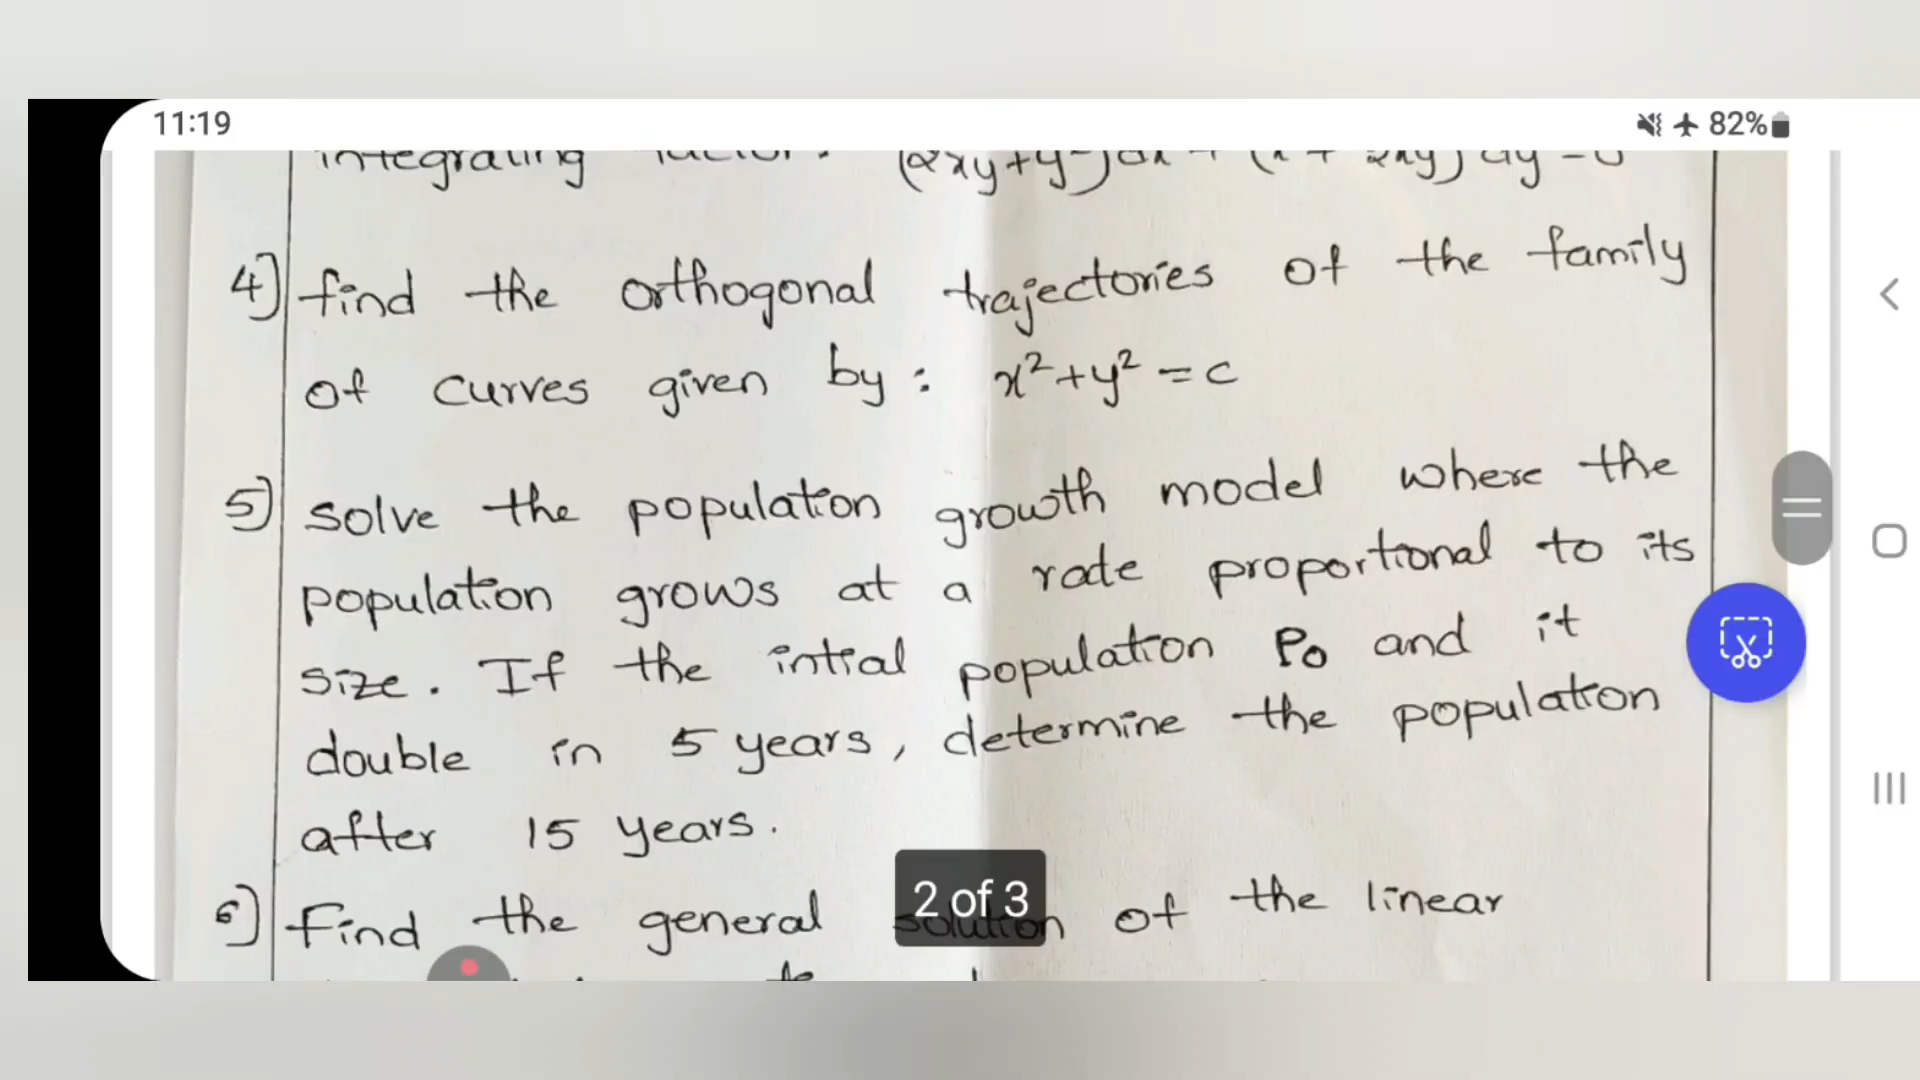 11:19
82%
integrating
4] find the orthogonal trajectories of the family
of curves given by : x²+y² = c
5] solve the population growth model where the
population grows at a rate proportional to its
size. If the intial population P0 and it
double in 5 years, determine the population
after 15 years.
2 of 3
6] Find the general solution of the linear